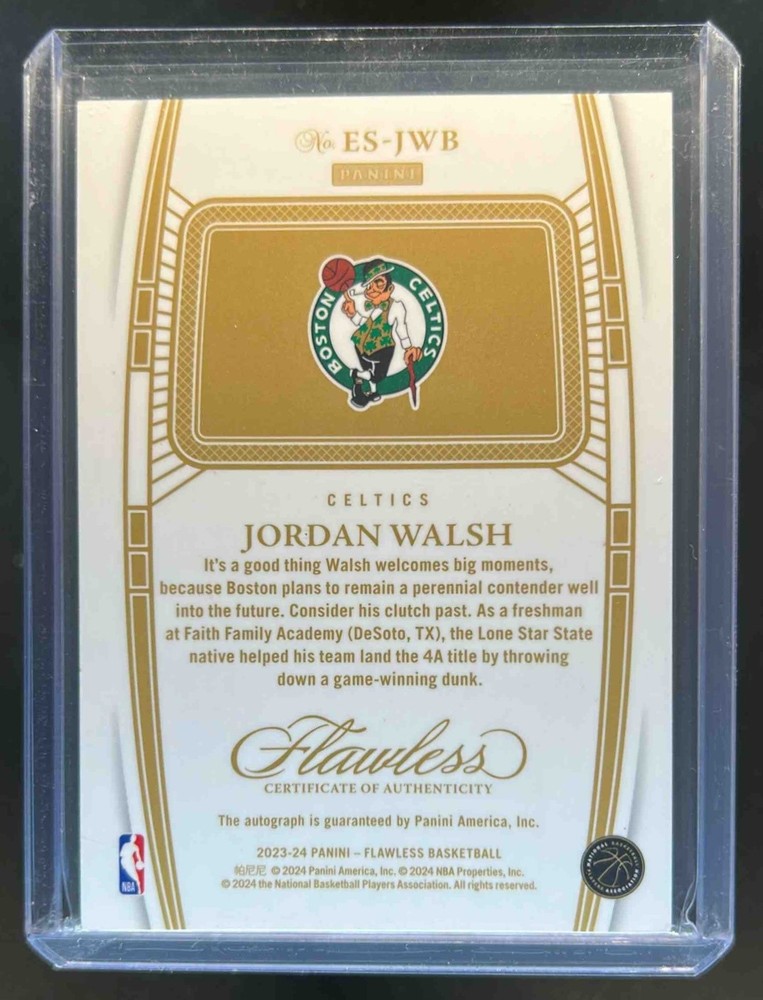 No. ES-JWB
PANINI
BOSTON CELTICS
CELTICS
JORDAN WALSH
It's a good thing Walsh welcomes big moments,
because Boston plans to remain a perennial contender well
into the future. Consider his clutch past. As a freshman
at Faith Family Academy (DeSoto, TX), the Lone Star State
native helped his team land the 4A title by throwing
down a game-winning dunk.
Flawless
CERTIFICATE OF AUTHENTICITY
The autograph is guaranteed by Panini America, Inc.
2023-24 PANINI – FLAWLESS BASKETBALL
帕尼尼 © 2024 Panini America, Inc. © 2024 NBA Properties, Inc.
© 2024 the National Basketball Players Association. All rights reserved.
NBA
NATIONAL BASKETBALL
PLAYERS ASSOCIATION